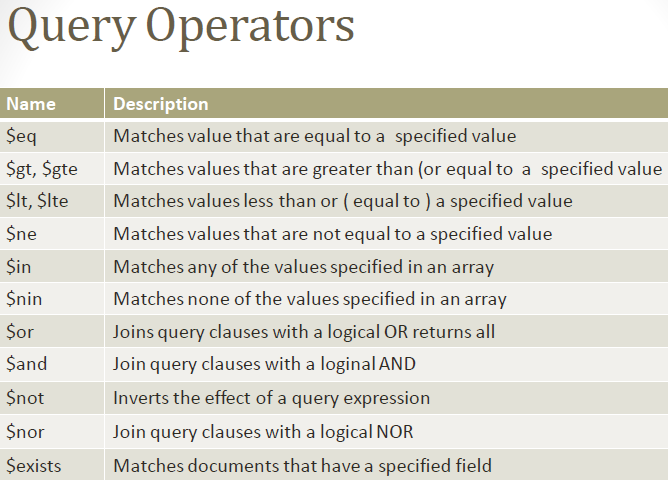 Query Operators
Name Description
$eq Matches value that are equal to a specified value
$gt, $gte Matches values that are greater than (or equal to a specified value
$lt, $lte Matches values less than or ( equal to ) a specified value
$ne Matches values that are not equal to a specified value
$in Matches any of the values specified in an array
$nin Matches none of the values specified in an array
$or Joins query clauses with a logical OR returns all
$and Join query clauses with a loginal AND
$not Inverts the effect of a query expression
$nor Join query clauses with a logical NOR
$exists Matches documents that have a specified field